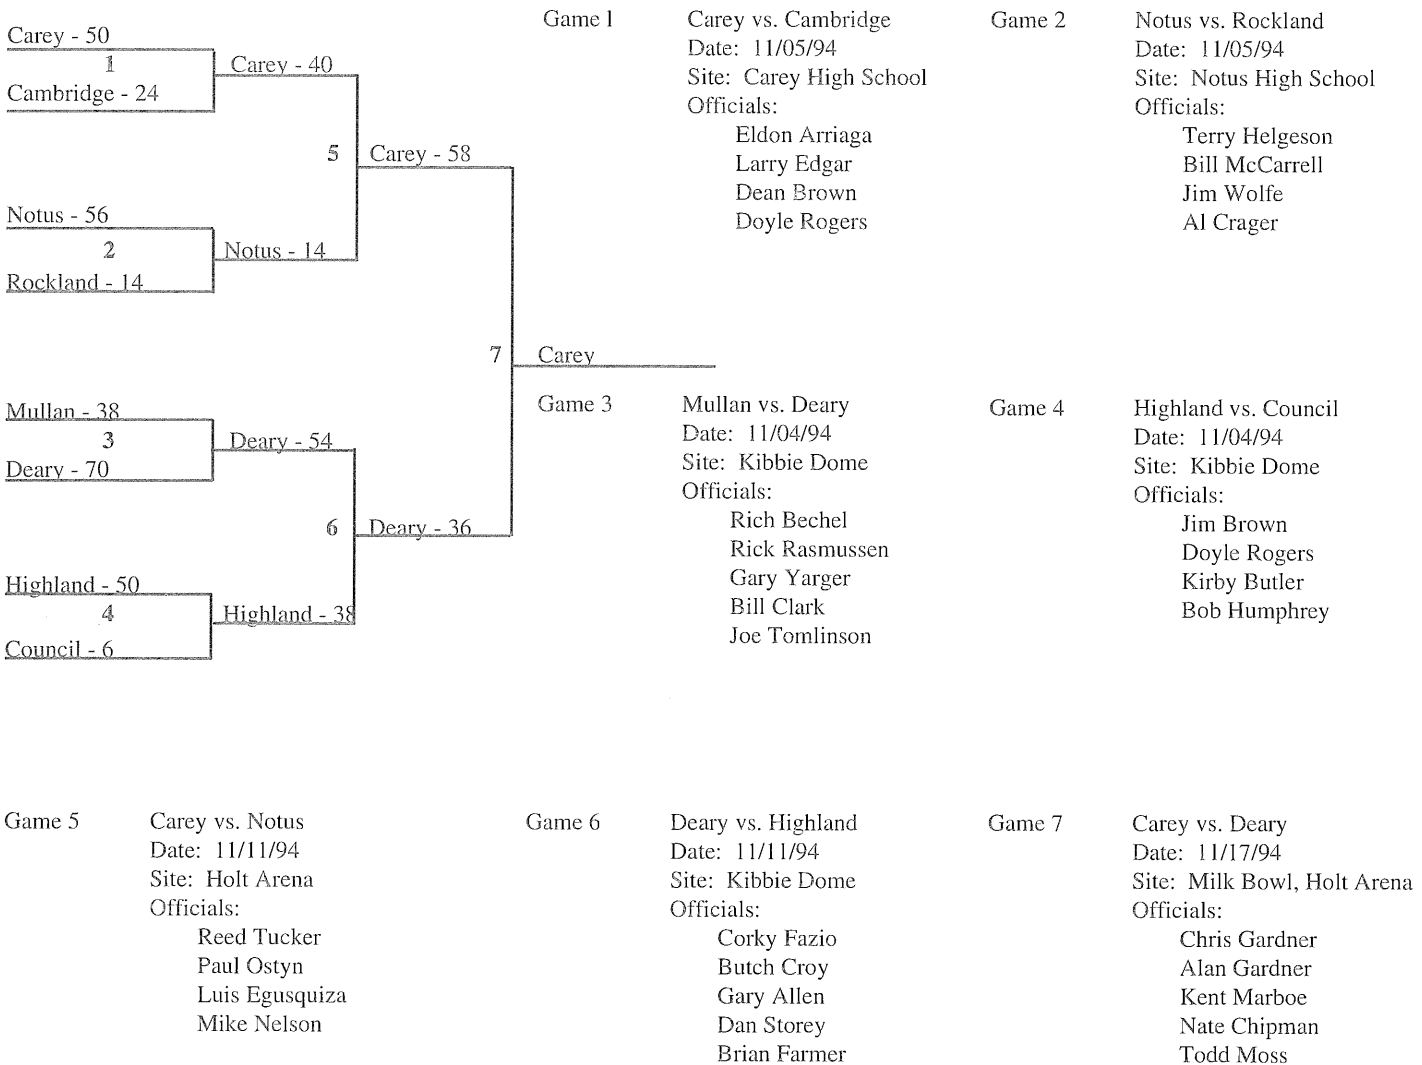 Carey - 50
1
Cambridge - 24
Carey - 40
5
Carey - 58
Notus - 56
2
Rockland - 14
Notus - 14
7
Carey
Mullan - 38
3
Deary - 70
Deary - 54
6
Deary - 36
Highland - 50
4
Council - 6
Highland - 38
Game 1
Carey vs. Cambridge
Date: 11/05/94
Site: Carey High School
Officials:
Eldon Arriaga
Larry Edgar
Dean Brown
Doyle Rogers
Game 2
Notus vs. Rockland
Date: 11/05/94
Site: Notus High School
Officials:
Terry Helgeson
Bill McCarrell
Jim Wolfe
Al Crager
Game 3
Mullan vs. Deary
Date: 11/04/94
Site: Kibbie Dome
Officials:
Rich Bechel
Rick Rasmussen
Gary Yarger
Bill Clark
Joe Tomlinson
Game 4
Highland vs. Council
Date: 11/04/94
Site: Kibbie Dome
Officials:
Jim Brown
Doyle Rogers
Kirby Butler
Bob Humphrey
Game 5
Carey vs. Notus
Date: 11/11/94
Site: Holt Arena
Officials:
Reed Tucker
Paul Ostyn
Luis Egusquiza
Mike Nelson
Game 6
Deary vs. Highland
Date: 11/11/94
Site: Kibbie Dome
Officials:
Corky Fazio
Butch Croy
Gary Allen
Dan Storey
Brian Farmer
Game 7
Carey vs. Deary
Date: 11/17/94
Site: Milk Bowl, Holt Arena
Officials:
Chris Gardner
Alan Gardner
Kent Marboe
Nate Chipman
Todd Moss